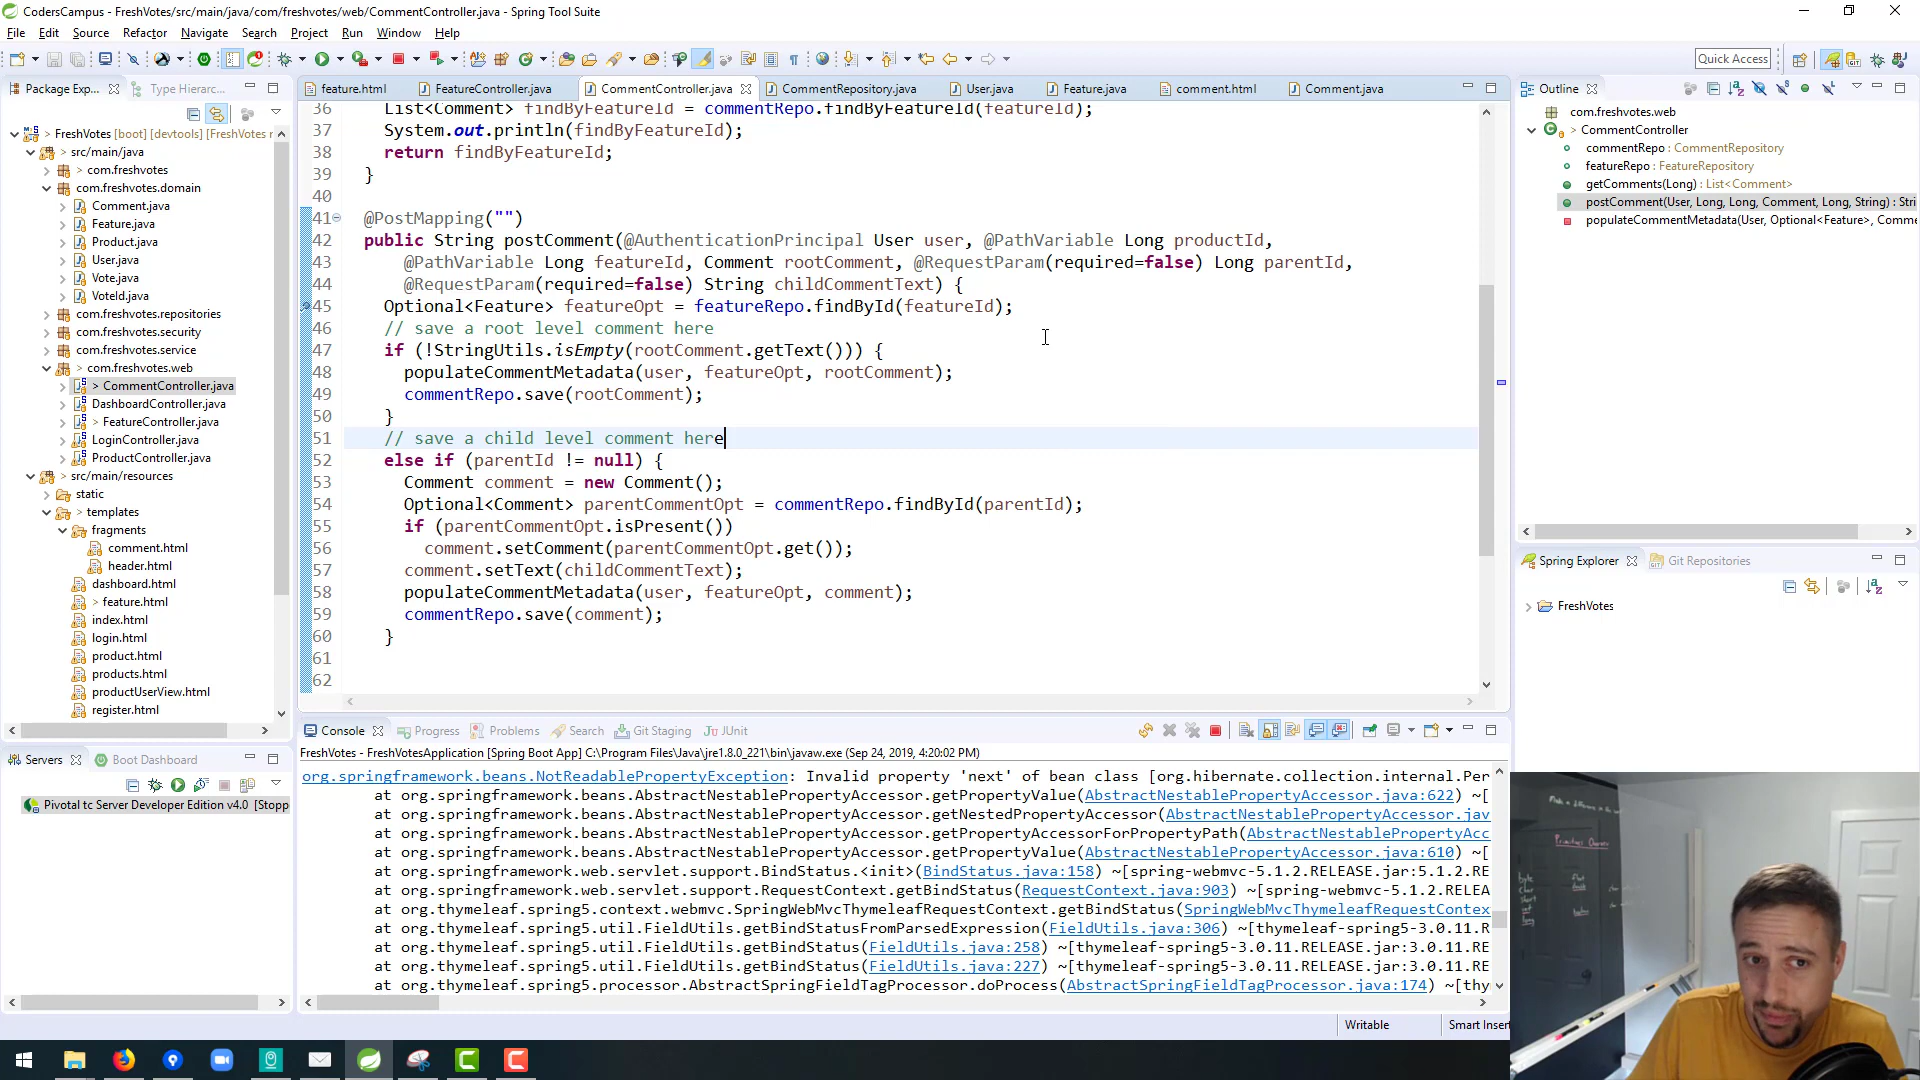 CodersCampus - FreshVotes/src/main/java/com/freshvotes/web/CommentController.java - Spring Tool Suite
File Edit Source Refactor Navigate Search Project Run Window Help
Quick Access
Package Exp... Type Hierarc...
FreshVotes [boot] [devtools] [FreshVotes r
src/main/java
> com.freshvotes
com.freshvotes.domain
Comment.java
Feature.java
Product.java
User.java
Vote.java
VoteId.java
com.freshvotes.repositories
com.freshvotes.security
com.freshvotes.service
> com.freshvotes.web
> CommentController.java
DashboardController.java
> FeatureController.java
LoginController.java
ProductController.java
src/main/resources
static
> templates
fragments
comment.html
header.html
dashboard.html
> feature.html
index.html
login.html
product.html
products.html
productUserView.html
register.html
Servers Boot Dashboard
Pivotal tc Server Developer Edition v4.0 [Stopp
feature.html FeatureController.java CommentController.java CommentRepository.java User.java Feature.java comment.html Comment.java
36 List<Comment> findByFeatureId = commentRepo.findByFeatureId(featureId);
37 System.out.println(findByFeatureId);
38 return findByFeatureId;
39 }
40
41 @PostMapping("")
42 public String postComment(@AuthenticationPrincipal User user, @PathVariable Long productId,
43 @PathVariable Long featureId, Comment rootComment, @RequestParam(required=false) Long parentId,
44 @RequestParam(required=false) String childCommentText) {
45 Optional<Feature> featureOpt = featureRepo.findById(featureId);
46 // save a root level comment here
47 if (!StringUtils.isEmpty(rootComment.getText())) {
48 populateCommentMetadata(user, featureOpt, rootComment);
49 commentRepo.save(rootComment);
50 }
51 // save a child level comment here
52 else if (parentId != null) {
53 Comment comment = new Comment();
54 Optional<Comment> parentCommentOpt = commentRepo.findById(parentId);
55 if (parentCommentOpt.isPresent())
56 comment.setComment(parentCommentOpt.get());
57 comment.setText(childCommentText);
58 populateCommentMetadata(user, featureOpt, comment);
59 commentRepo.save(comment);
60 }
61
62
Console Progress Problems Search Git Staging JUnit
FreshVotes - FreshVotesApplication [Spring Boot App] C:\Program Files\Java\jre1.8.0_221\bin\javaw.exe (Sep 24, 2019, 4:20:02 PM)
org.springframework.beans.NotReadablePropertyException: Invalid property 'next' of bean class [org.hibernate.collection.internal.Per
at org.springframework.beans.AbstractNestablePropertyAccessor.getPropertyValue(AbstractNestablePropertyAccessor.java:622) ~[
at org.springframework.beans.AbstractNestablePropertyAccessor.getNestedPropertyAccessor(AbstractNestablePropertyAccessor.jav
at org.springframework.beans.AbstractNestablePropertyAccessor.getPropertyAccessorForPropertyPath(AbstractNestablePropertyAcc
at org.springframework.beans.AbstractNestablePropertyAccessor.getPropertyValue(AbstractNestablePropertyAccessor.java:610) ~[
at org.springframework.web.servlet.support.BindStatus.<init>(BindStatus.java:158) ~[spring-webmvc-5.1.2.RELEASE.jar:5.1.2.RELEA
at org.springframework.web.servlet.support.RequestContext.getBindStatus(RequestContext.java:903) ~[spring-webmvc-5.1.2.RELEA
at org.thymeleaf.spring5.context.webmvc.SpringWebMvcThymeleafRequestContext.getBindStatus(SpringWebMvcThymeleafRequestContex
at org.thymeleaf.spring5.util.FieldUtils.getBindStatusFromParsedExpression(FieldUtils.java:306) ~[thymeleaf-spring5-3.0.11.R
at org.thymeleaf.spring5.util.FieldUtils.getBindStatus(FieldUtils.java:258) ~[thymeleaf-spring5-3.0.11.RELEASE.jar:3.0.11.RE
at org.thymeleaf.spring5.util.FieldUtils.getBindStatus(FieldUtils.java:227) ~[thymeleaf-spring5-3.0.11.RELEASE.jar:3.0.11.RE
at org.thymeleaf.spring5.processor.AbstractSpringFieldTagProcessor.doProcess(AbstractSpringFieldTagProcessor.java:174) ~[thy
Writable Smart Insert
Outline
com.freshvotes.web
> CommentController
commentRepo : CommentRepository
featureRepo : FeatureRepository
getComments(Long) : List<Comment>
postComment(User, Long, Long, Comment, Long, String) : Stri
populateCommentMetadata(User, Optional<Feature>, Comme
Spring Explorer Git Repositories
FreshVotes